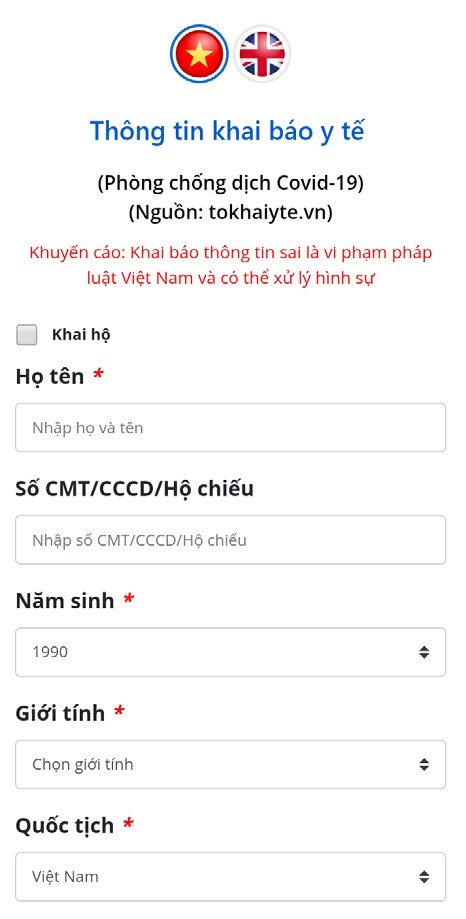 Thông tin khai báo y tế
(Phòng chống dịch Covid-19)
(Nguồn: tokhaiyte.vn)
Khuyến cáo: Khai báo thông tin sai là vi phạm pháp
luật Việt Nam và có thể xử lý hình sự
Khai hộ
Họ tên *
Nhập họ và tên
Số CMT/CCCD/Hộ chiếu
Nhập số CMT/CCCD/Hộ chiếu
Năm sinh *
1990
Giới tính *
Chọn giới tính
Quốc tịch *
Việt Nam